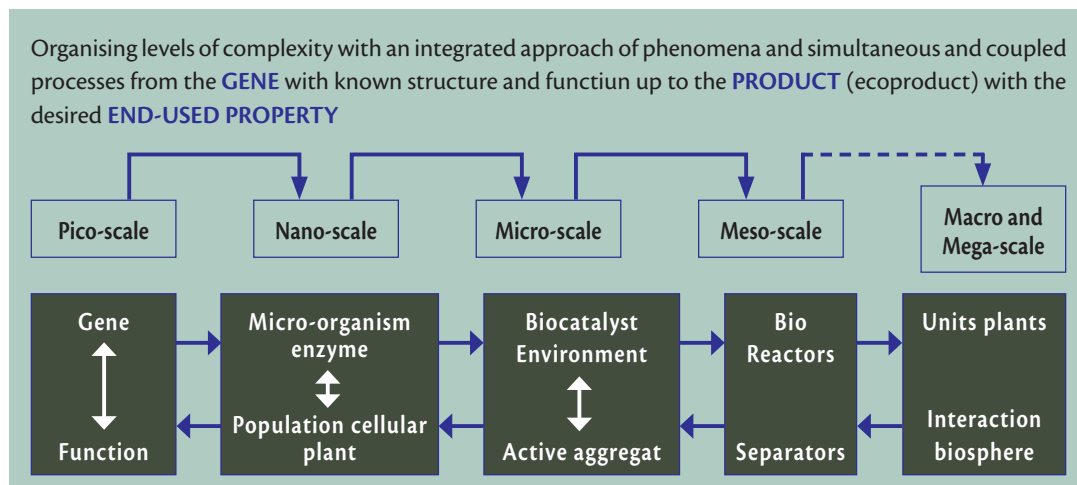 Organising levels of complexity with an integrated approach of phenomena and simultaneous and coupled
processes from the GENE with known structure and functiun up to the PRODUCT (ecoproduct) with the
desired END-USED PROPERTY
Pico-scale
Nano-scale
Micro-scale
Meso-scale
Macro and
Mega-scale
Gene
Function
Micro-organism
enzyme
Population cellular
plant
Biocatalyst
Environment
Active aggregat
Bio
Reactors
Separators
Units plants
Interaction
biosphere